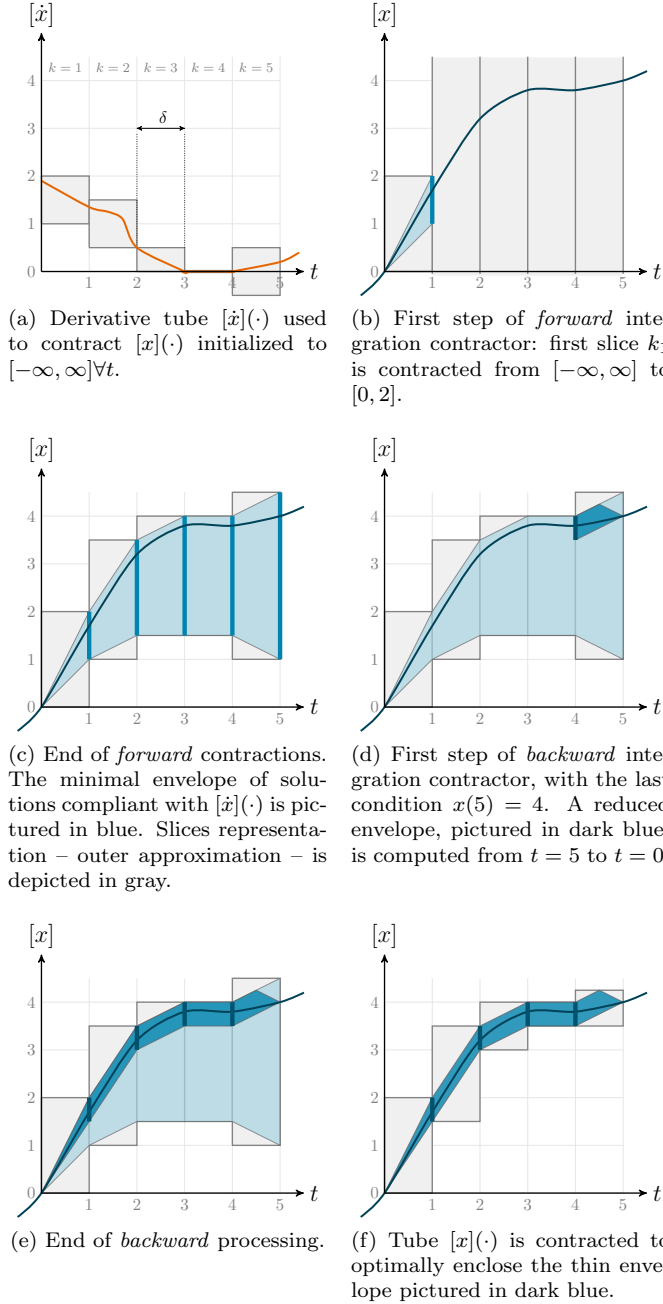 [ẋ]
k = 1 k = 2 k = 3 k = 4 k = 5
4
3
2
1
0
δ
1 2 3 4 5
t
(a) Derivative tube [ẋ](·) used
to contract [x](·) initialized to
[−∞, ∞]∀t.
[x]
4
3
2
1
0
1 2 3 4 5
t
(b) First step of forward inte-
gration contractor: first slice k1
is contracted from [−∞, ∞] to
[0, 2].
[x]
4
3
2
1
0
1 2 3 4 5
t
(c) End of forward contractions.
The minimal envelope of solu-
tions compliant with [ẋ](·) is pic-
tured in blue. Slices representa-
tion – outer approximation – is
depicted in gray.
[x]
4
3
2
1
0
1 2 3 4 5
t
(d) First step of backward inte-
gration contractor, with the last
condition x(5) = 4. A reduced
envelope, pictured in dark blue
is computed from t = 5 to t = 0
[x]
4
3
2
1
0
1 2 3 4 5
t
(e) End of backward processing.
[x]
4
3
2
1
0
1 2 3 4 5
t
(f) Tube [x](·) is contracted to
optimally enclose the thin enve-
lope pictured in dark blue.